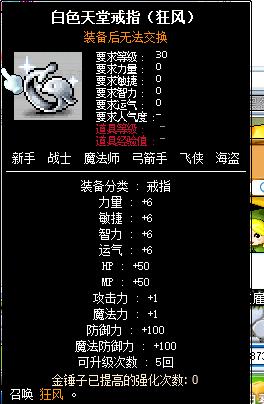 白色天堂戒指（狂风）
装备后无法交换
要求等级： 30
要求力量： 0
要求敏捷： 0
要求智力： 0
要求运气： 0
要求人气度：-
道具等级： -
道具经验值： -
新手 战士 魔法师 弓箭手 飞侠 海盗
装备分类 : 戒指
力量 : +6
敏捷 : +6
智力 : +6
运气 : +6
HP : +50
MP : +50
攻击力 : +1
魔法力 : +1
防御力 : +100
魔法防御力 : +100
可升级次数 : 5回
金锤子已提高的强化次数: 0
召唤 狂风 。